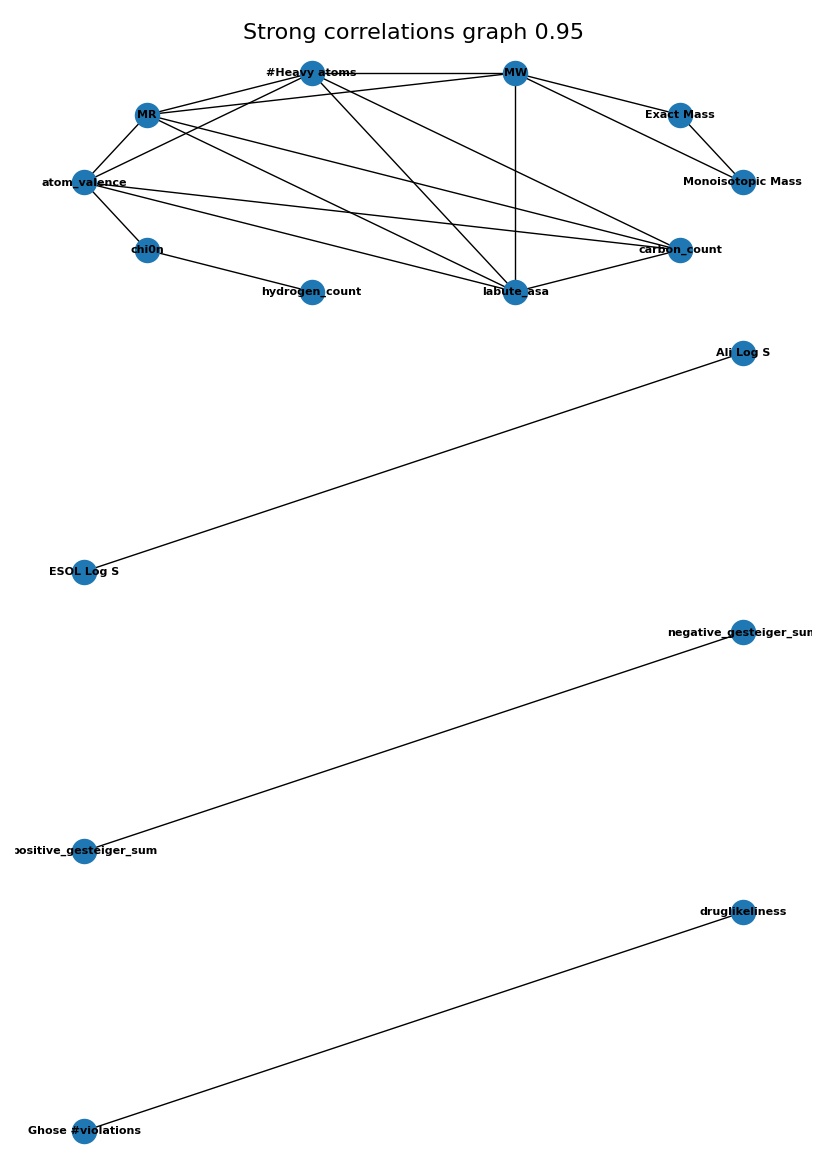 Strong correlations graph 0.95
#Heavy atoms
MW
MR
Exact Mass
atom_valence
Monoisotopic Mass
chi0n
carbon_count
hydrogen_count
labute_asa
Ali Log S
ESOL Log S
negative_gesteiger_sum
positive_gesteiger_sum
druglikeliness
Ghose #violations